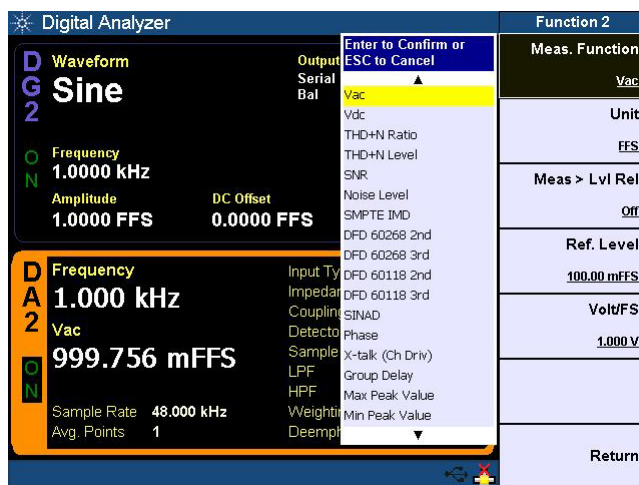 Digital Analyzer
Function 2
DG2
ON
Waveform
Sine
Output
Serial
Bal
Frequency
1.0000 kHz
Amplitude
DC Offset
1.0000 FFS
0.0000 FFS
DA2
ON
Frequency
1.000 kHz
Vac
999.756 mFFS
Sample Rate 48.000 kHz
Avg. Points 1
Input Ty
Impedan
Coupling
Detecto
Sample
LPF
HPF
Weightin
Deemph
Enter to Confirm or
ESC to Cancel
Vac
Vdc
THD+N Ratio
THD+N Level
SNR
Noise Level
SMPTE IMD
DFD 60268 2nd
DFD 60268 3rd
DFD 60118 2nd
DFD 60118 3rd
SINAD
Phase
X-talk (Ch Driv)
Group Delay
Max Peak Value
Min Peak Value
Meas. Function
Vac
Unit
FFS
Meas > Lvl Rel
Off
Ref. Level
100.00 mFFS
Volt/FS
1.000 V
Return